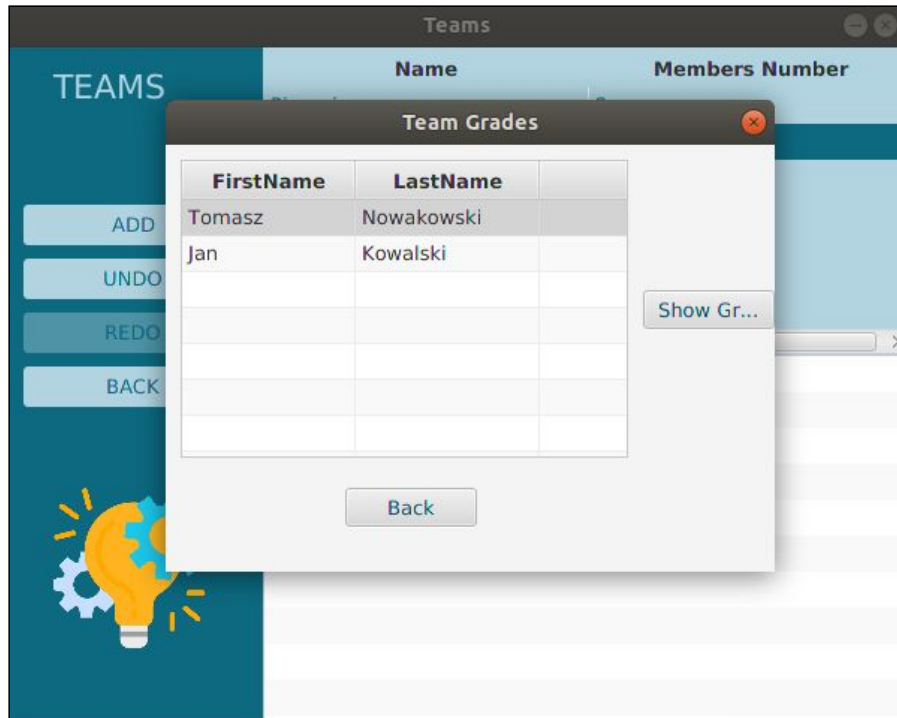 Teams
TEAMS
Name
Members Number
Team Grades
FirstName
LastName
Tomasz
Nowakowski
Jan
Kowalski
Show Gr...
ADD
UNDO
REDO
BACK
Back